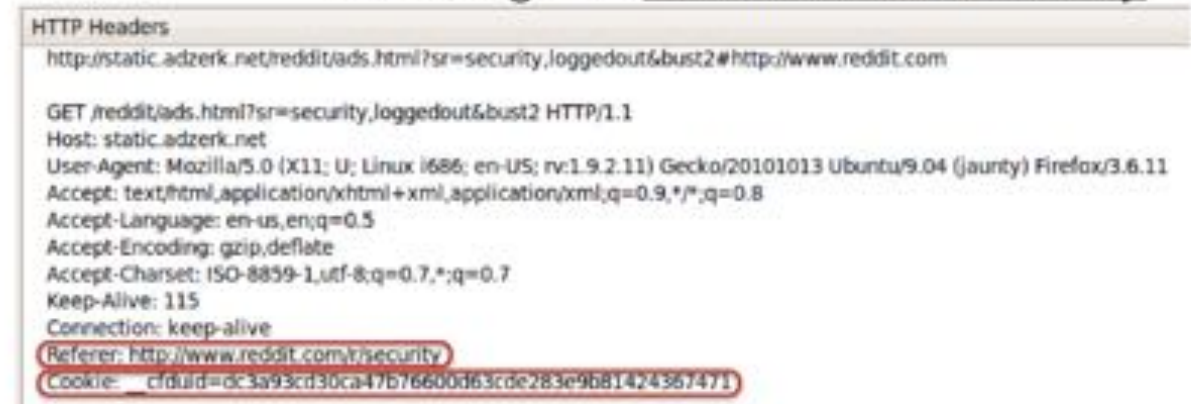 HTTP Headers
http://static.adzerk.net/reddit/ads.html?sr=security,loggedout&bust2#http://www.reddit.com
GET /reddit/ads.html?sr=security,loggedout&bust2 HTTP/1.1
Host: static.adzerk.net
User-Agent: Mozilla/5.0 (X11; U; Linux i686; en-US; rv:1.9.2.11) Gecko/20101013 Ubuntu/9.04 (jaunty) Firefox/3.6.11
Accept: text/html,application/xhtml+xml,application/xml;q=0.9,*/*;q=0.8
Accept-Language: en-us,en;q=0.5
Accept-Encoding: gzip,deflate
Accept-Charset: ISO-8859-1,utf-8;q=0.7,*;q=0.7
Keep-Alive: 115
Connection: keep-alive
Referer: http://www.reddit.com/r/security
Cookie: __cfduid=dc3a93cd30ca47b76600d63cde283e9b81424367471